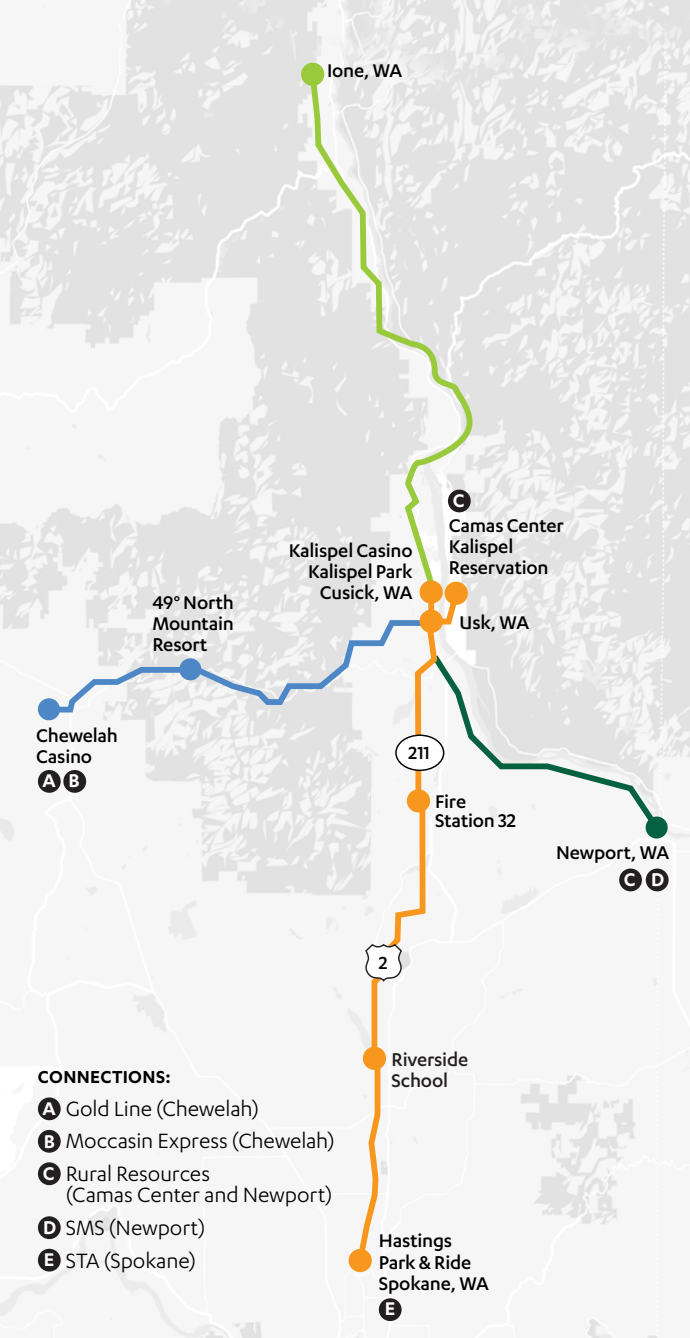 Ione, WA
C
Camas Center
Kalispel
Reservation
Kalispel Casino
Kalispel Park
Cusick, WA
Usk, WA
49° North
Mountain
Resort
Chewelah
Casino
A B
211
Fire
Station 32
Newport, WA
C D
2
Riverside
School
CONNECTIONS:
A Gold Line (Chewelah)
B Moccasin Express (Chewelah)
C Rural Resources
(Camas Center and Newport)
D SMS (Newport)
E STA (Spokane)
Hastings
Park & Ride
Spokane, WA
E